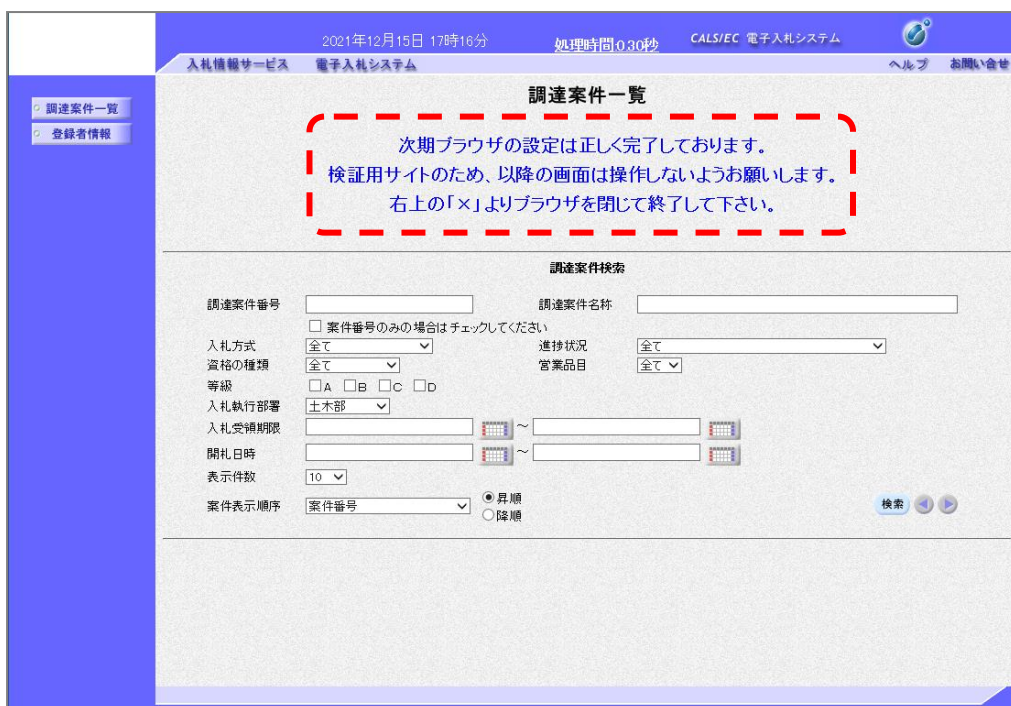 2021年12月15日 17時16分 処理時間:0.30秒 CALS/EC 電子入札システム
入札情報サービス 電子入札システム ヘルプ お問い合せ
調達案件一覧
登録者情報
調達案件一覧
次期ブラウザの設定は正しく完了しております。
検証用サイトのため、以降の画面は操作しないようお願いします。
右上の「×」よりブラウザを閉じて終了して下さい。
調達案件検索
調達案件番号 調達案件名称
案件番号のみの場合はチェックしてください
入札方式 全て 進捗状況 全て
資格の種類 全て 営業品目 全て
等級 A B C D
入札執行部署 土木部
入札受領期限 ~
開札日時 ~
表示件数 10
案件表示順序 案件番号 昇順
降順 検索